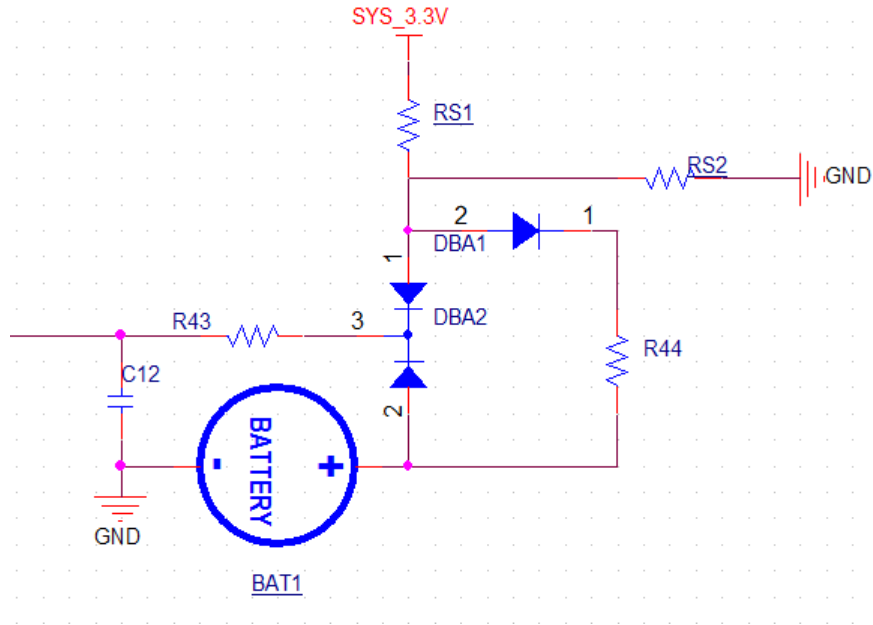 SYS_3.3V
RS1
RS2
GND
2
1
DBA1
1
DBA2
R43
3
R44
C12
2
BATTERY
-
+
GND
BAT1